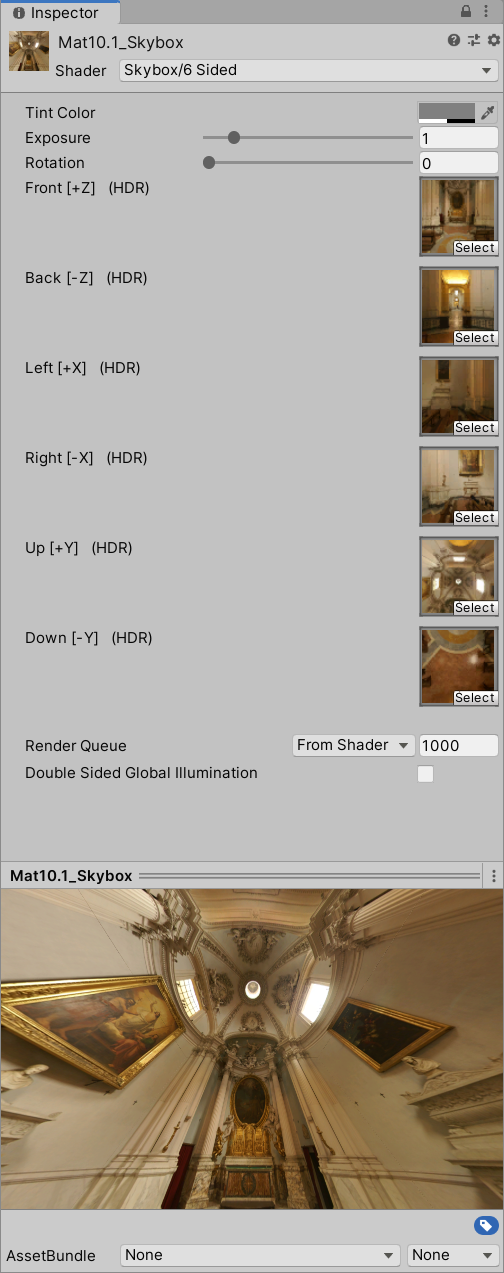 Inspector
Mat10.1_Skybox
Shader Skybox/6 Sided
Tint Color
Exposure 1
Rotation 0
Front [+Z] (HDR)
Select
Back [-Z] (HDR)
Select
Left [+X] (HDR)
Select
Right [-X] (HDR)
Select
Up [+Y] (HDR)
Select
Down [-Y] (HDR)
Select
Render Queue From Shader 1000
Double Sided Global Illumination
Mat10.1_Skybox
AssetBundle None None